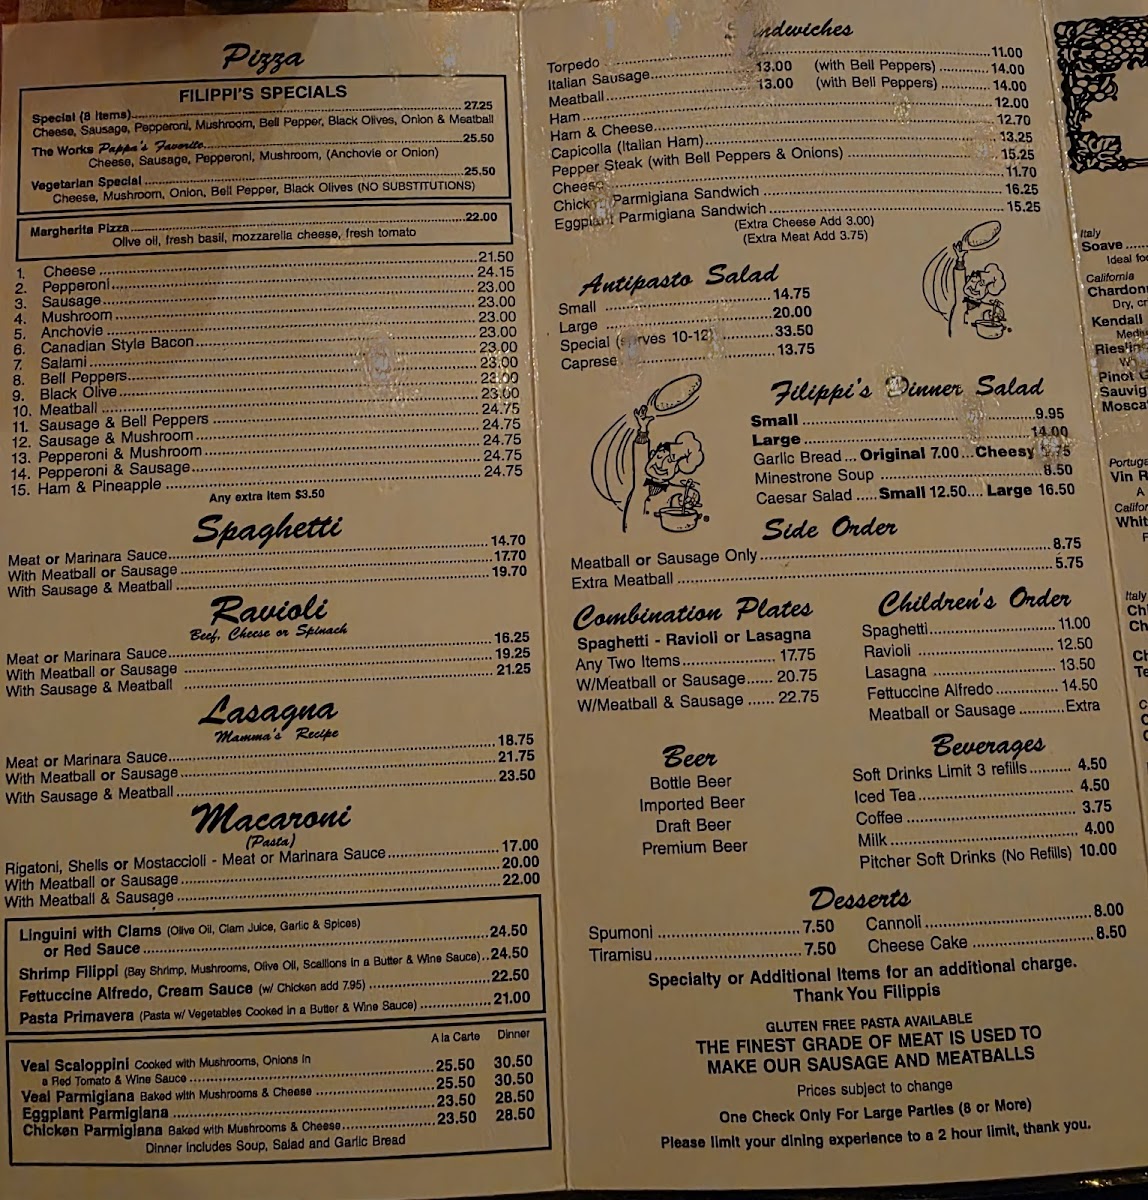 Pizza
FILIPPI'S SPECIALS
Special (8 Items)........27.25
Cheese, Sausage, Pepperoni, Mushroom, Bell Pepper, Black Olives, Onion & Meatball
The Works Pappa's Favorite........25.50
Cheese, Sausage, Pepperoni, Mushroom, (Anchovie or Onion)
Vegetarian Special........25.50
Cheese, Mushroom, Onion, Bell Pepper, Black Olives (NO SUBSTITUTIONS)
Margherita Pizza........22.00
Olive oil, fresh basil, mozzarella cheese, fresh tomato
1. Cheese........21.50
2. Pepperoni........24.15
3. Sausage........23.00
4. Mushroom........23.00
5. Anchovie........23.00
6. Canadian Style Bacon........23.00
7. Salami........23.00
8. Bell Peppers........23.00
9. Black Olive........23.00
10. Meatball........23.00
11. Sausage & Bell Peppers........24.75
12. Sausage & Mushroom........24.75
13. Pepperoni & Mushroom........24.75
14. Pepperoni & Sausage........24.75
15. Ham & Pineapple........24.75
Any extra item $3.50
Spaghetti
Meat or Marinara Sauce........14.70
With Meatball or Sausage........17.70
With Sausage & Meatball........19.70
Ravioli
Beef, Cheese or Spinach
Meat or Marinara Sauce........16.25
With Meatball or Sausage........19.25
With Sausage & Meatball........21.25
Lasagna
Mamma's Recipe
Meat or Marinara Sauce........18.75
With Meatball or Sausage........21.75
With Sausage & Meatball........23.50
Macaroni
(Pasta)
Rigatoni, Shells or Mostaccioli - Meat or Marinara Sauce........17.00
With Meatball or Sausage........20.00
With Meatball & Sausage........22.00
Linguini with Clams (Olive Oil, Clam Juice, Garlic & Spices)
or Red Sauce........24.50
Shrimp Filippi (Bay Shrimp, Mushrooms, Olive Oil, Scallions in a Butter & Wine Sauce)..24.50
Fettuccine Alfredo, Cream Sauce (w/ Chicken add 7.95)........22.50
Pasta Primavera (Pasta w/ Vegetables Cooked in a Butter & Wine Sauce)........21.00
A la Carte Dinner
Veal Scaloppini Cooked with Mushrooms, Onions in
a Red Tomato & Wine Sauce........25.50 30.50
Veal Parmigiana Baked with Mushrooms & Cheese........25.50 30.50
Eggplant Parmigiana........23.50 28.50
Chicken Parmigiana Baked with Mushrooms & Cheese........23.50 28.50
Dinner includes Soup, Salad and Garlic Bread
Sandwiches
Torpedo........11.00
Italian Sausage........13.00 (with Bell Peppers)........14.00
Meatball........13.00 (with Bell Peppers)........14.00
Ham........12.00
Ham & Cheese........12.70
Capicolla (Italian Ham)........13.25
Pepper Steak (with Bell Peppers & Onions)........15.25
Cheese........11.70
Chicken Parmigiana Sandwich........16.25
Eggplant Parmigiana Sandwich........15.25
(Extra Cheese Add 3.00)
(Extra Meat Add 3.75)
Antipasto Salad
Small........14.75
Large........20.00
Special (serves 10-12)........33.50
Caprese........13.75
Filippi's Dinner Salad
Small........9.95
Large........14.00
Garlic Bread... Original 7.00...Cheesy
Minestrone Soup........8.50
Caesar Salad.....Small 12.50.... Large 16.50
Side Order
Meatball or Sausage Only........8.75
Extra Meatball........5.75
Combination Plates
Spaghetti - Ravioli or Lasagna
Any Two Items........17.75
W/Meatball or Sausage......20.75
W/Meatball & Sausage......22.75
Children's Order
Spaghetti........11.00
Ravioli........12.50
Lasagna........13.50
Fettuccine Alfredo........14.50
Meatball or Sausage..........Extra
Beer
Bottle Beer
Imported Beer
Draft Beer
Premium Beer
Beverages
Soft Drinks Limit 3 refills.........4.50
Iced Tea........4.50
Coffee........3.75
Milk........4.00
Pitcher Soft Drinks (No Refills) 10.00
Desserts
Spumoni........7.50
Tiramisu........7.50
Cannoli........8.00
Cheese Cake........8.50
Specialty or Additional Items for an additional charge.
Thank You Filippis
GLUTEN FREE PASTA AVAILABLE
THE FINEST GRADE OF MEAT IS USED TO
MAKE OUR SAUSAGE AND MEATBALLS
Prices subject to change
One Check Only For Large Parties (8 or More)
Please limit your dining experience to a 2 hour limit, thank you.
Italy
Soave
Ideal
California
Kendall